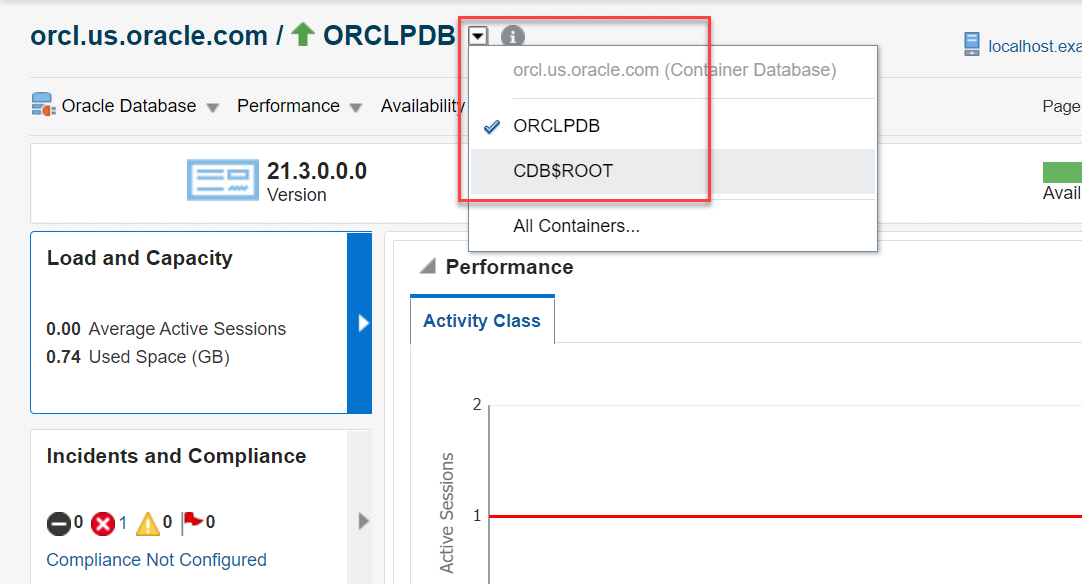 orcl.us.oracle.com / ORCLPDB
localhost.exa
orcl.us.oracle.com (Container Database)
ORCLPDB
CDB$ROOT
All Containers...
Oracle Database Performance Availability
Page
21.3.0.0.0
Version
Avail
Load and Capacity
0.00 Average Active Sessions
0.74 Used Space (GB)
Incidents and Compliance
0 1 0 0
Compliance Not Configured
Performance
Activity Class
2
1
Active Sessions